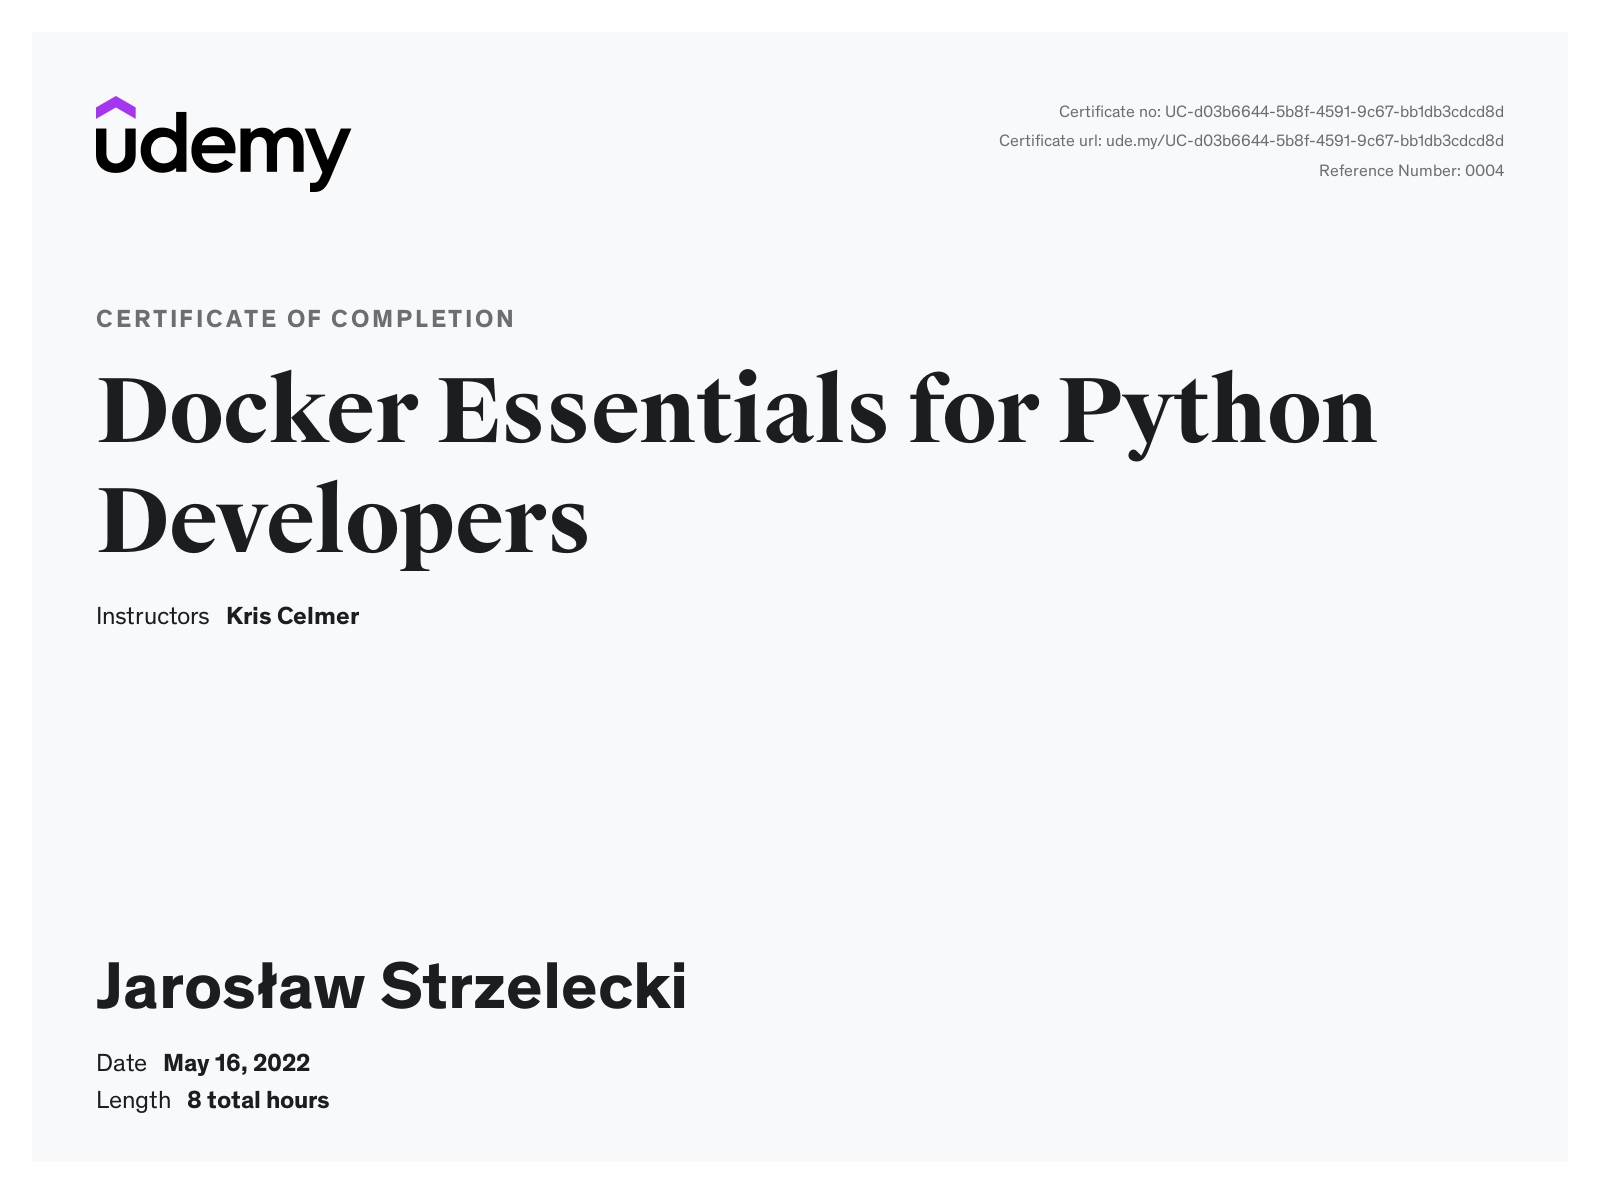 udemy
Certificate no: UC-d03b6644-5b8f-4591-9c67-bb1db3cdcd8d
Certificate url: ude.my/UC-d03b6644-5b8f-4591-9c67-bb1db3cdcd8d
Reference Number: 0004
CERTIFICATE OF COMPLETION
Docker Essentials for Python
Developers
Instructors Kris Celmer
Jarosław Strzelecki
Date May 16, 2022
Length 8 total hours